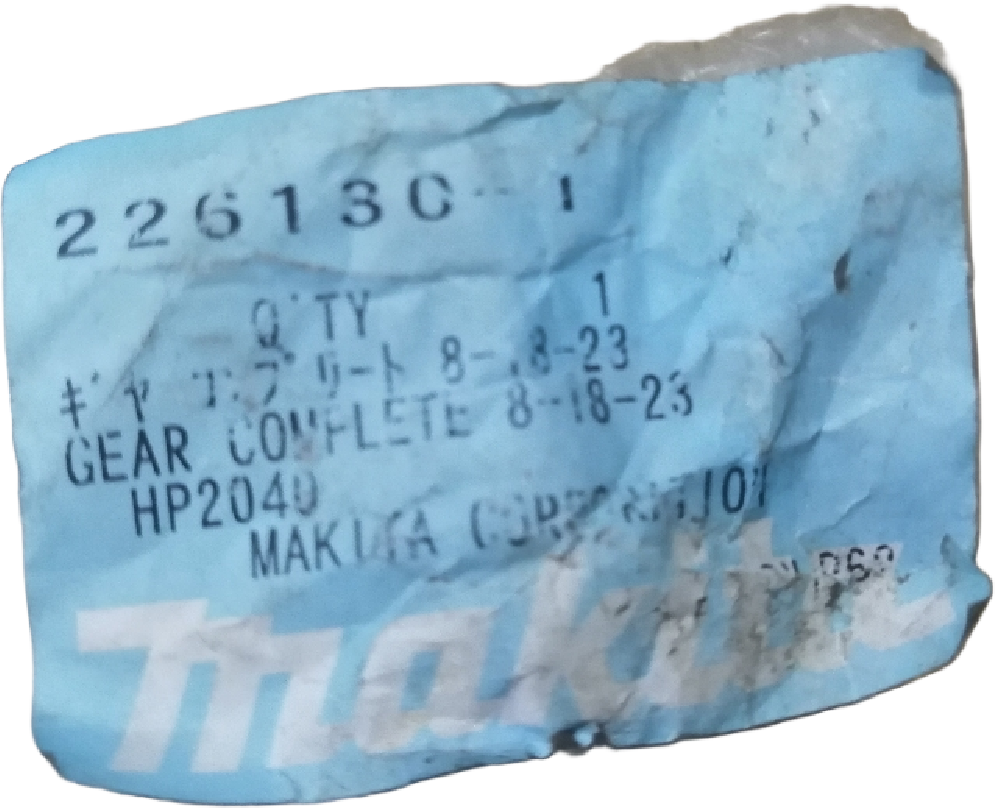 226130-1
Q'TY 1
ギヤ コンプリート 8-18-23
GEAR COMPLETE 8-18-23
HP2040
MAKITA CORPORATION
makita